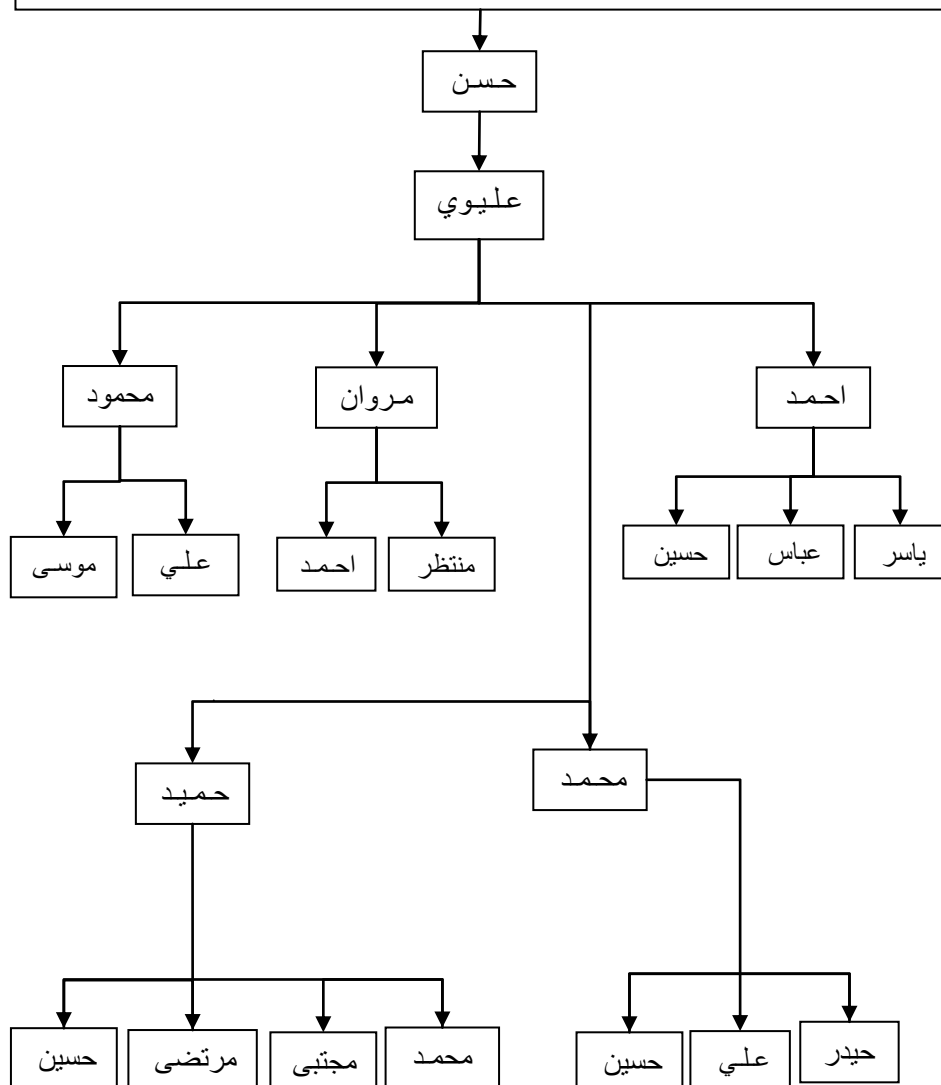 حسن
عليوي
احمد مروان محمود
ياسر عباس حسين منتظر احمد علي موسى
محمد حميد
حيدر علي حسين محمد مجتبى مرتضى حسين